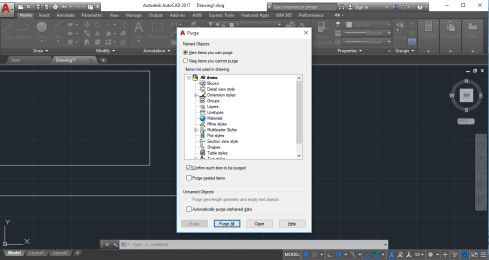 Autodesk AutoCAD 2017 Drawing1.dwg
Type a keyword or phrase
Sign In
Home Insert Annotate Parametric View Manage Output Add-ins A360 Express Tools Featured Apps BIM 360 Performance
Draw
Modify
Annotation
Properties
Groups
Start
Drawing1*
Purge
Named Objects
View items you can purge
View items you cannot purge
Items not used in drawing:
All items
Blocks
Detail view style
Dimension styles
Groups
Layers
Linetypes
Materials
Mline styles
Multileader Styles
Plot styles
Section view style
Shapes
Table styles
Text styles
Confirm each item to be purged
Purge nested items
Unnamed Objects
Purge zero-length geometry and empty text objects
Automatically purge orphaned data
Purge
Purge All
Close
Help
N
W
TOP
E
S
WCS
Y
X
Type a command
Model Layout1 Layout2
MODEL